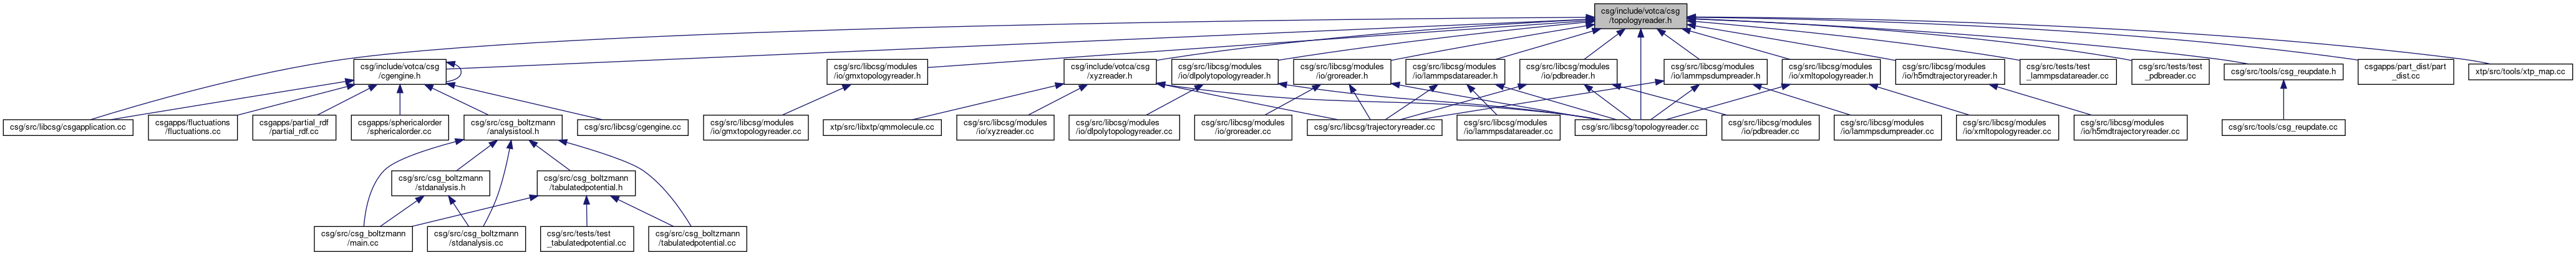 csg/include/votca/csg
/topologyreader.h
csg/include/votca/csg
/cgengine.h
csg/src/libcsg/modules
/io/gmxtopologyreader.h
csg/include/votca/csg
/xyzreader.h
csg/src/libcsg/modules
/io/dlpolytopologyreader.h
csg/src/libcsg/modules
/io/groreader.h
csg/src/libcsg/modules
/io/lammpsdatareader.h
csg/src/libcsg/modules
/io/pdbreader.h
csg/src/libcsg/modules
/io/lammpsdumpreader.h
csg/src/libcsg/modules
/io/xmltopologyreader.h
csg/src/libcsg/modules
/io/h5mdtrajectoryreader.h
csg/src/tests/test
_lammpsdatareader.cc
csg/src/tests/test
_pdbreader.cc
csg/src/tools/csg_reupdate.h
csgapps/part_dist/part
_dist.cc
xtp/src/tools/xtp_map.cc
csg/src/libcsg/csgapplication.cc
csgapps/fluctuations
/fluctuations.cc
csgapps/partial_rdf
/partial_rdf.cc
csgapps/sphericalorder
/sphericalorder.cc
csg/src/csg_boltzmann
/analysistool.h
csg/src/libcsg/cgengine.cc
csg/src/libcsg/modules
/io/gmxtopologyreader.cc
xtp/src/libxtp/qmmolecule.cc
csg/src/libcsg/modules
/io/xyzreader.cc
csg/src/libcsg/modules
/io/dlpolytopologyreader.cc
csg/src/libcsg/modules
/io/groreader.cc
csg/src/libcsg/trajectoryreader.cc
csg/src/libcsg/modules
/io/lammpsdatareader.cc
csg/src/libcsg/topologyreader.cc
csg/src/libcsg/modules
/io/pdbreader.cc
csg/src/libcsg/modules
/io/lammpsdumpreader.cc
csg/src/libcsg/modules
/io/xmltopologyreader.cc
csg/src/libcsg/modules
/io/h5mdtrajectoryreader.cc
csg/src/tools/csg_reupdate.cc
csg/src/csg_boltzmann
/stdanalysis.h
csg/src/csg_boltzmann
/tabulatedpotential.h
csg/src/csg_boltzmann
/main.cc
csg/src/csg_boltzmann
/stdanalysis.cc
csg/src/tests/test
_tabulatedpotential.cc
csg/src/csg_boltzmann
/tabulatedpotential.cc